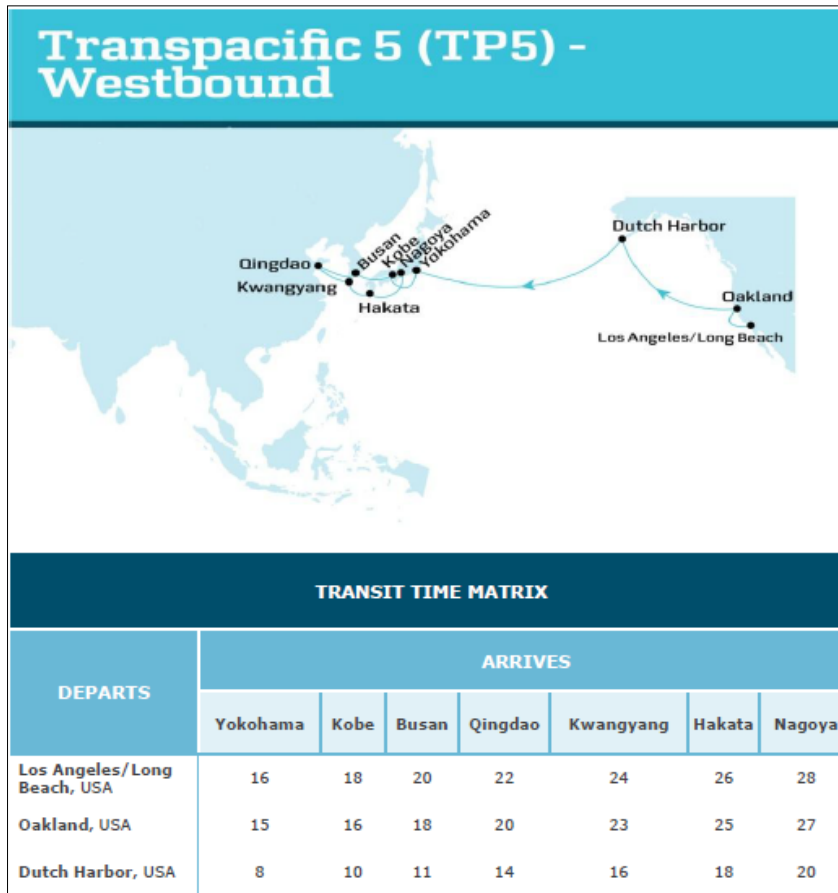 Transpacific 5 (TP5) -
Westbound
Dutch Harbor
Busan
Kobe
Nagoya
Yokohama
Qingdao
Kwangyang
Hakata
Oakland
Los Angeles/Long Beach
TRANSIT TIME MATRIX
DEPARTS
ARRIVES
Yokohama Kobe Busan Qingdao Kwangyang Hakata Nagoya
Los Angeles/Long
Beach, USA 16 18 20 22 24 26 28
Oakland, USA 15 16 18 20 23 25 27
Dutch Harbor, USA 8 10 11 14 16 18 20